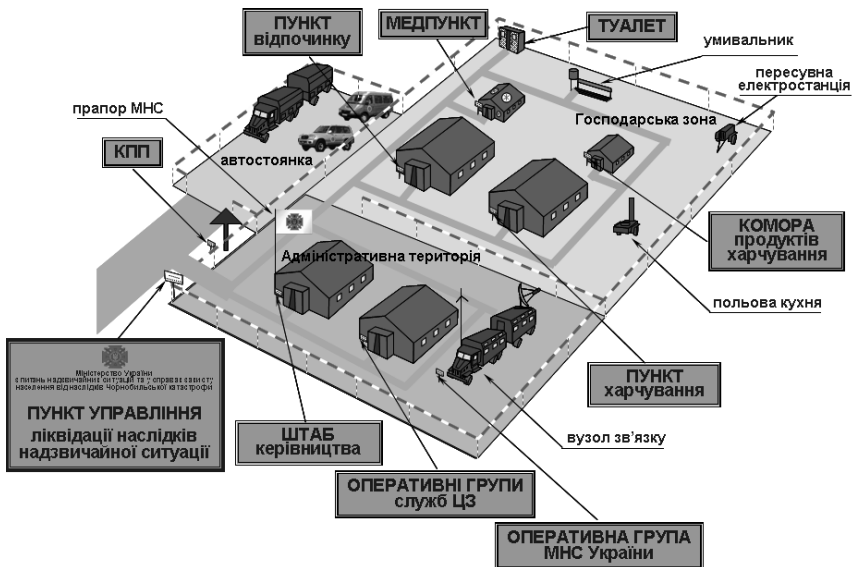 ПУНКТ
відпочинку
МЕДПУНКТ
ТУАЛЕТ
умивальник
пересувна
електростанція
прапор МНС
Господарська зона
КПП
автостоянка
КОМОРА
продуктів
харчування
Адміністративна територія
польова кухня
Міністерство України
з питань надзвичайних ситуацій та у справах захисту
населення від наслідків Чорнобильської катастрофи
ПУНКТ УПРАВЛІННЯ
ліквідації наслідків
надзвичайної ситуації
ПУНКТ
харчування
ШТАБ
керівництва
вузол зв'язку
ОПЕРАТИВНІ ГРУПИ
служб ЦЗ
ОПЕРАТИВНА ГРУПА
МНС України